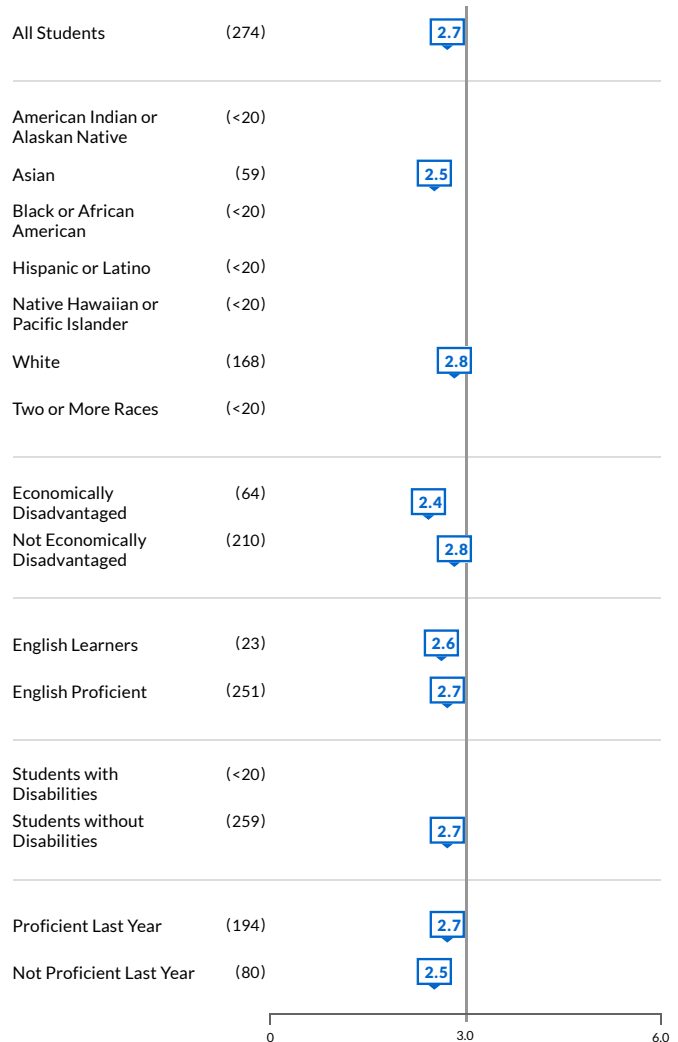 All Students (274) 2.7
American Indian or (<20)
Alaskan Native
Asian (59) 2.5
Black or African (<20)
American
Hispanic or Latino (<20)
Native Hawaiian or (<20)
Pacific Islander
White (168) 2.8
Two or More Races (<20)
Economically (64) 2.4
Disadvantaged
Not Economically (210) 2.8
Disadvantaged
English Learners (23) 2.6
English Proficient (251) 2.7
Students with (<20)
Disabilities
Students without (259) 2.7
Disabilities
Proficient Last Year (194) 2.7
Not Proficient Last Year (80) 2.5
0 3.0 6.0